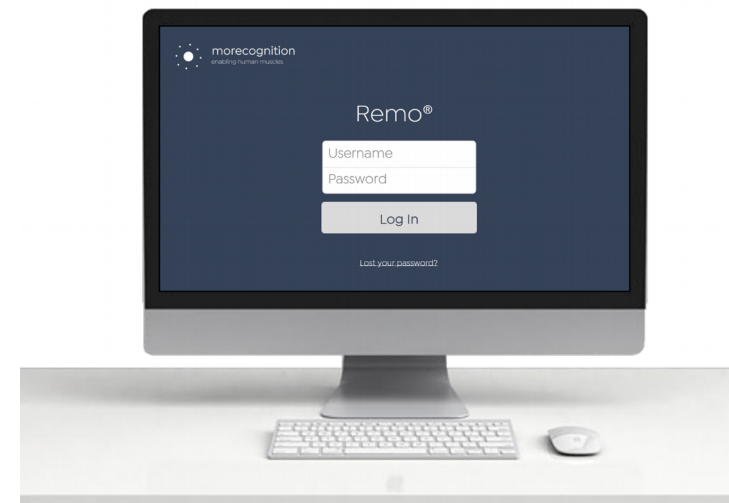 morecognition
enabling human muscles
Remo®
Username
Password
Log In
Lost your password?